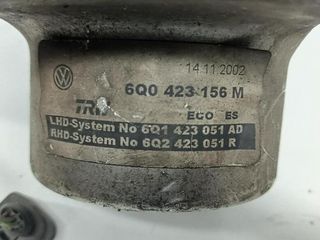 14.11.2002
6Q0 423 156 M
TRW ECO ES
LHD-System No 6Q1 423 051 AD
RHD-System No 6Q2 423 051 R